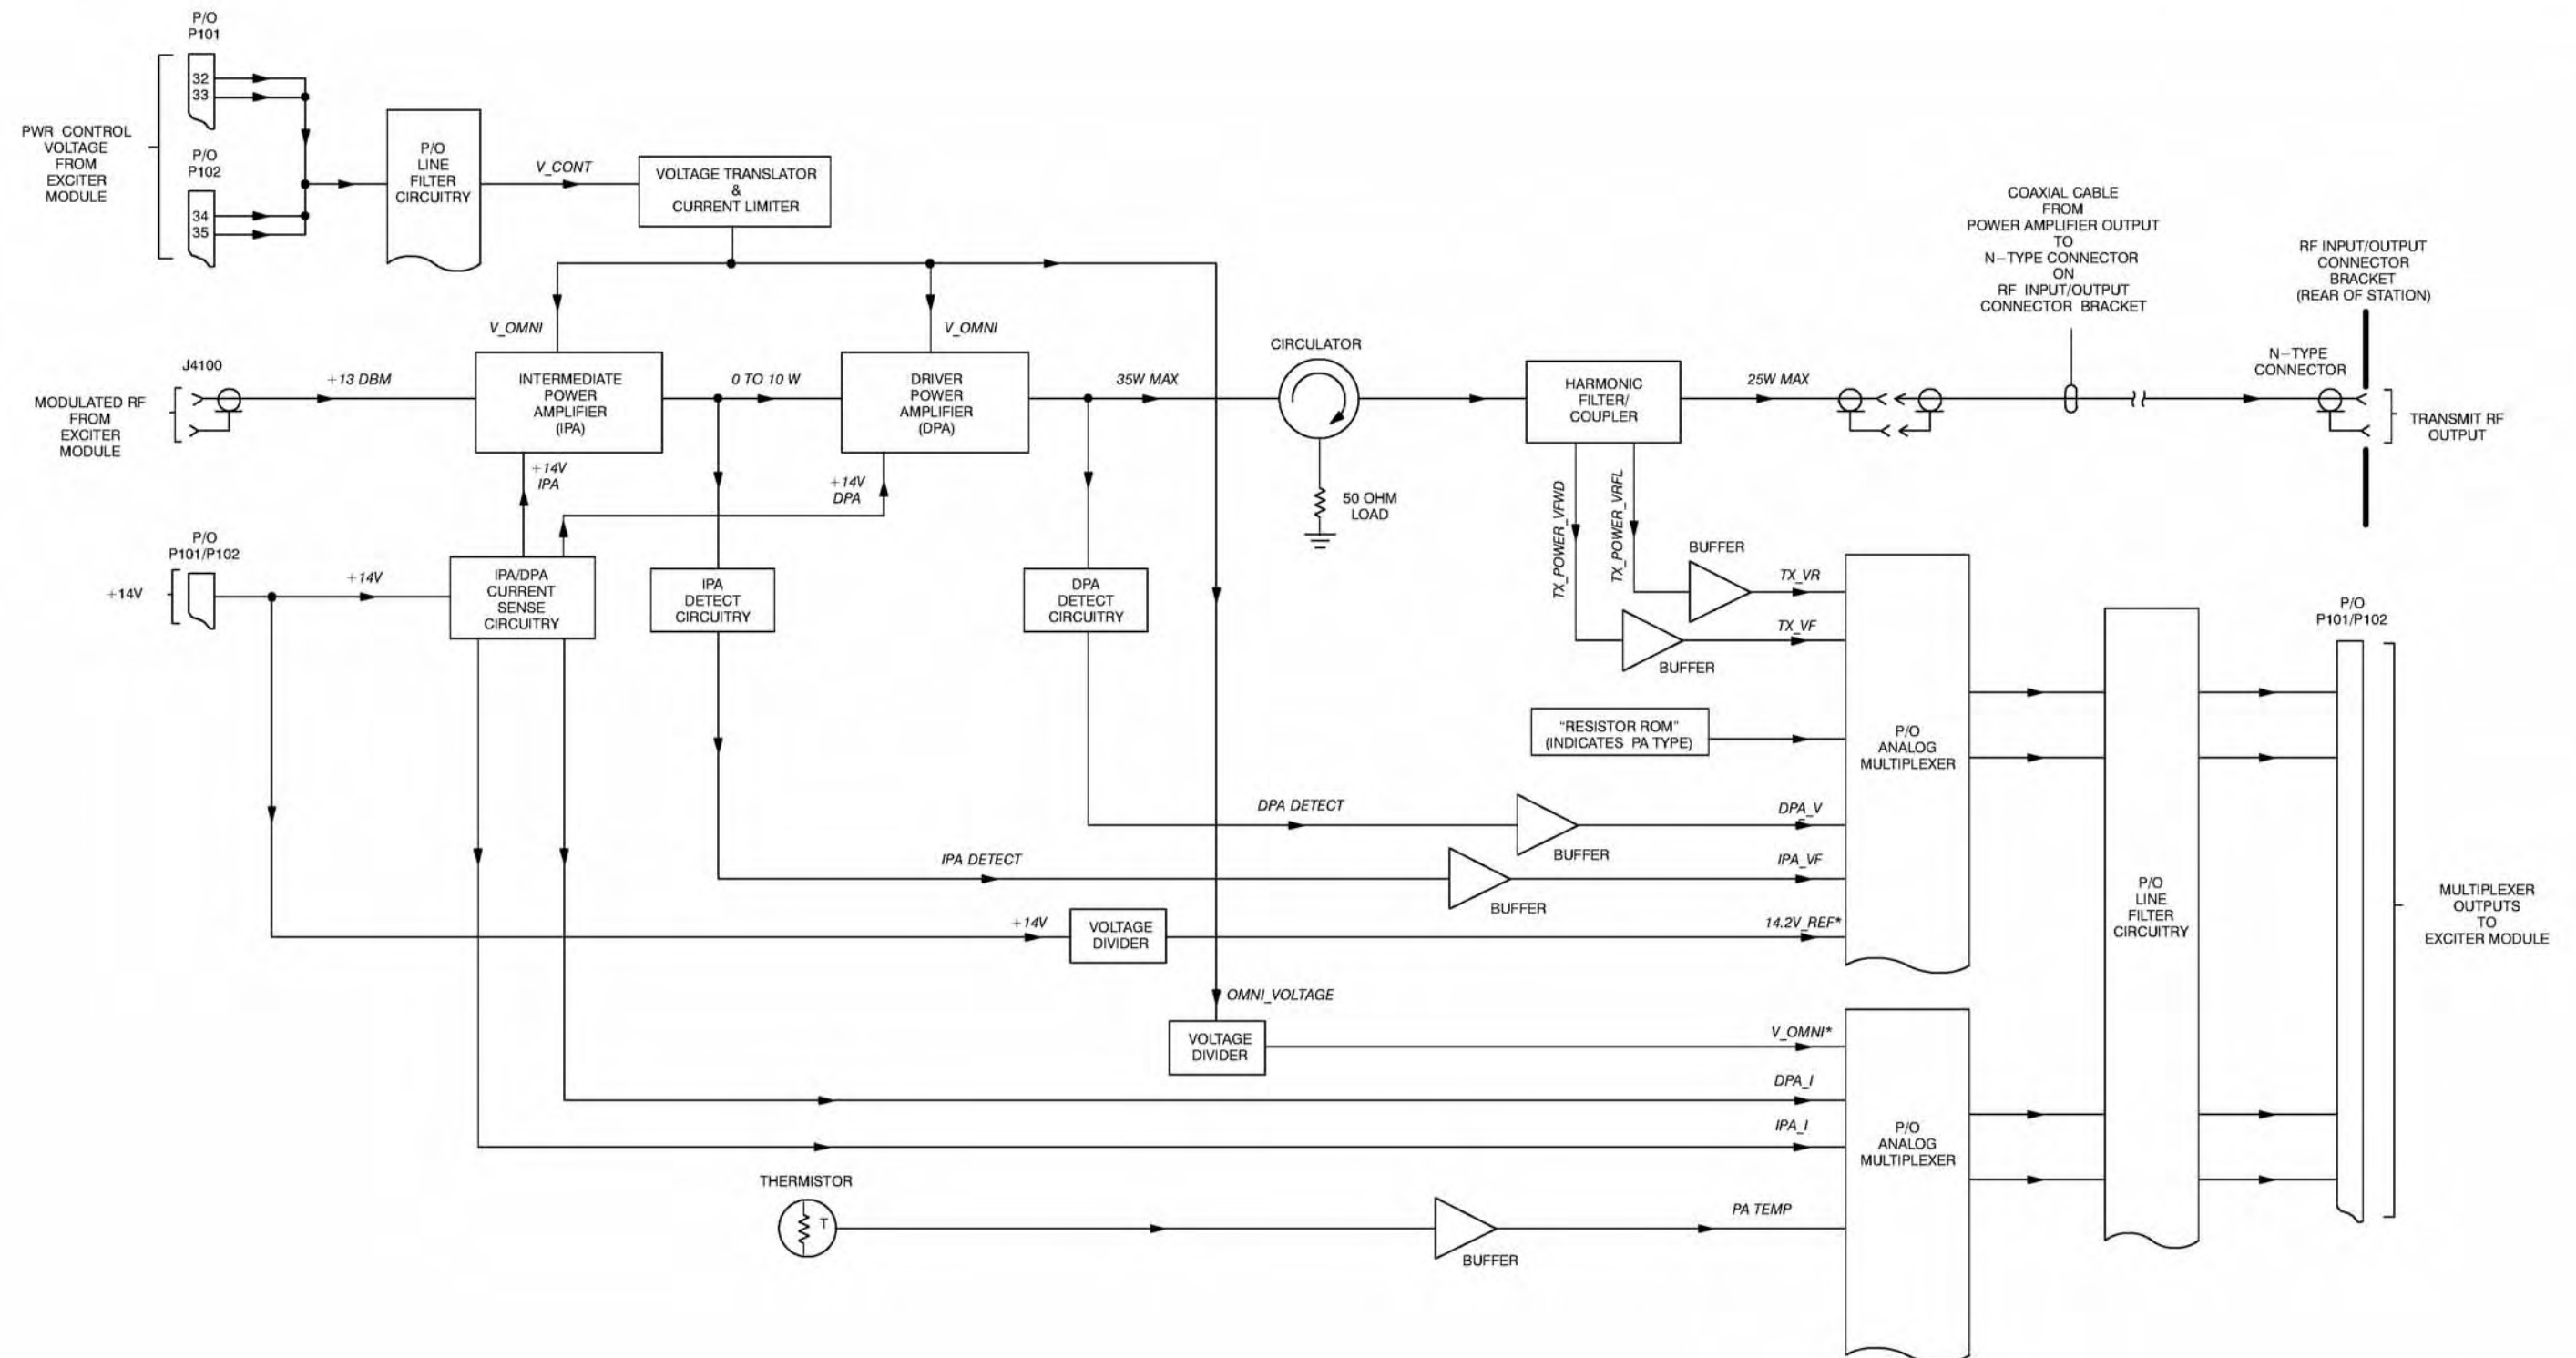 P/O
P101
32
33
PWR CONTROL
VOLTAGE
FROM
EXCITER
MODULE
P/O
P102
34
35
P/O
LINE
FILTER
CIRCUITRY
V_CONT
VOLTAGE TRANSLATOR
&
CURRENT LIMITER
V_OMNI
V_OMNI
J4100
MODULATED RF
FROM
EXCITER
MODULE
+13 DBM
INTERMEDIATE
POWER
AMPLIFIER
(IPA)
0 TO 10 W
DRIVER
POWER
AMPLIFIER
(DPA)
35W MAX
CIRCULATOR
50 OHM
LOAD
HARMONIC
FILTER/
COUPLER
25W MAX
COAXIAL CABLE
FROM
POWER AMPLIFIER OUTPUT
TO
N-TYPE CONNECTOR
ON
RF INPUT/OUTPUT
CONNECTOR BRACKET
RF INPUT/OUTPUT
CONNECTOR
BRACKET
(REAR OF STATION)
N-TYPE
CONNECTOR
TRANSMIT RF
OUTPUT
+14V
IPA
+14V
DPA
P/O
P101/P102
+14V
+14V
IPA/DPA
CURRENT
SENSE
CIRCUITRY
IPA
DETECT
CIRCUITRY
DPA
DETECT
CIRCUITRY
TX_POWER_VFWD
TX_POWER_VRFL
BUFFER
TX_VR
TX_VF
BUFFER
"RESISTOR ROM"
(INDICATES PA TYPE)
P/O
ANALOG
MULTIPLEXER
DPA DETECT
BUFFER
DPA_V
IPA DETECT
BUFFER
IPA_VF
+14V
VOLTAGE
DIVIDER
14.2V_REF*
OMNI_VOLTAGE
VOLTAGE
DIVIDER
V_OMNI*
DPA_I
IPA_I
P/O
ANALOG
MULTIPLEXER
THERMISTOR
T
BUFFER
PA TEMP
P/O
LINE
FILTER
CIRCUITRY
P/O
P101/P102
MULTIPLEXER
OUTPUTS
TO
EXCITER MODULE